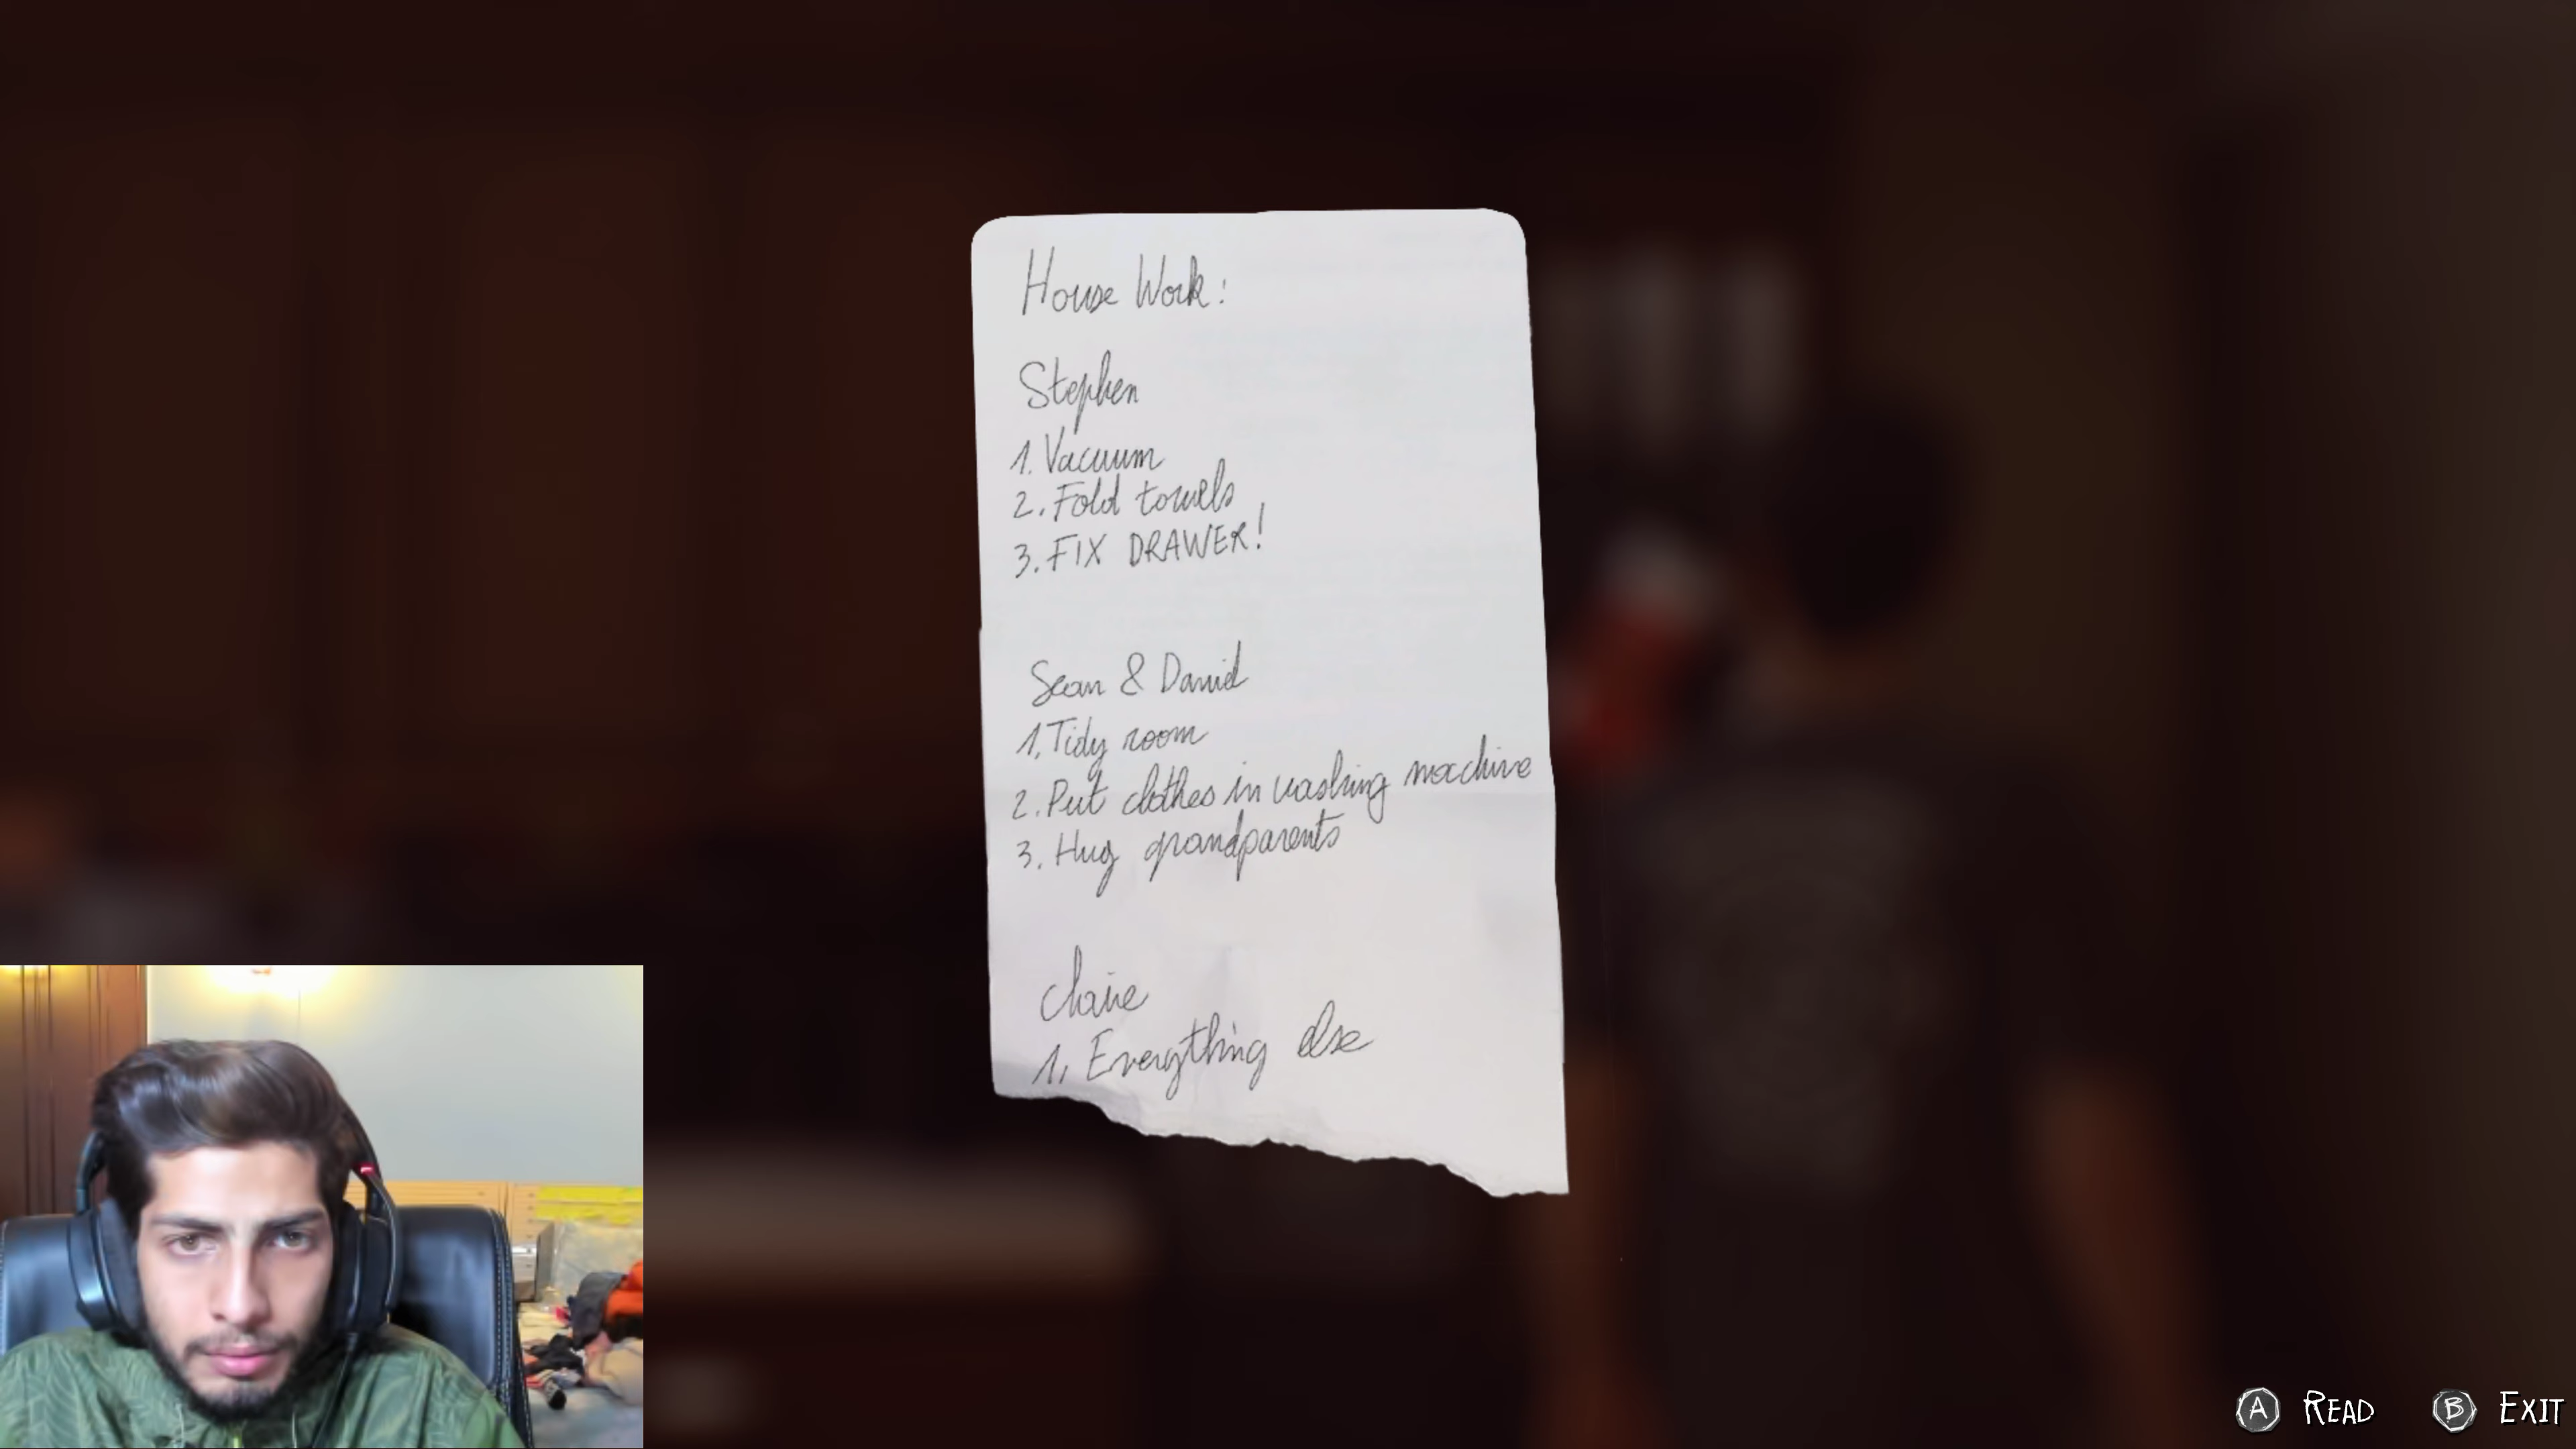 House Work:
Stephen
1. Vacuum
2. Fold towels
3. FIX DRAWER!
Sean & Daniel
1. Tidy room
2. Put clothes in washing machine
3. Hug grandparents
Claire
1. Everything else
A READ B EXIT